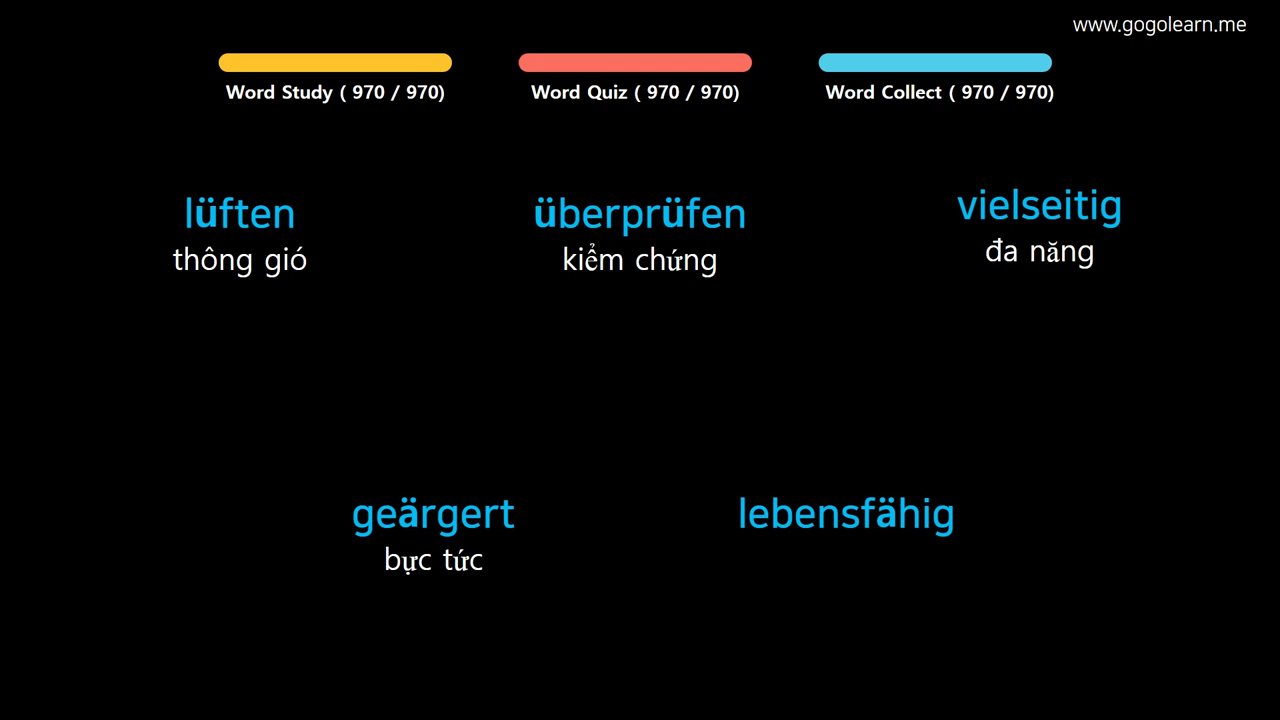 www.gogolearn.me
Word Study ( 970 / 970)
Word Quiz ( 970 / 970)
Word Collect ( 970 / 970)
lüften
thông gió
überprüfen
kiểm chứng
vielseitig
đa năng
geärgert
bực tức
lebensfähig